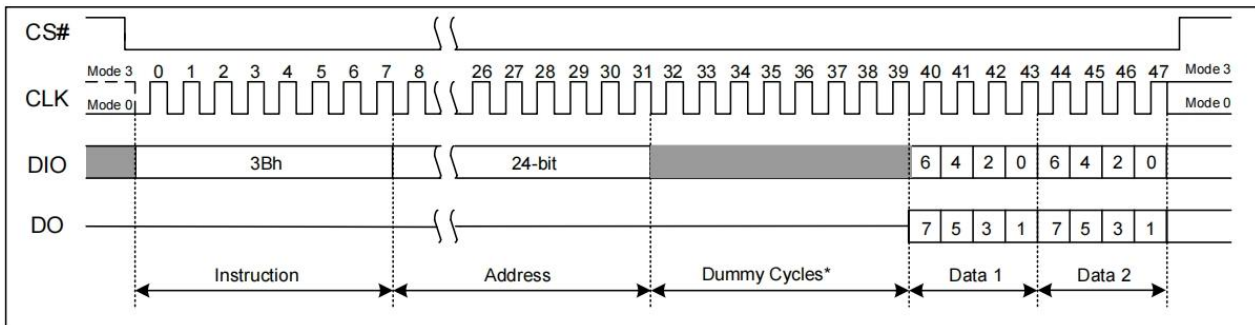 CS#
Mode 3 0 1 2 3 4 5 6 7 8 26 27 28 29 30 31 32 33 34 35 36 37 38 39 40 41 42 43 44 45 46 47 Mode 3
CLK
Mode 0 Mode 0
DIO 3Bh 24-bit 6 4 2 0 6 4 2 0
DO 7 5 3 1 7 5 3 1
Instruction Address Dummy Cycles* Data 1 Data 2